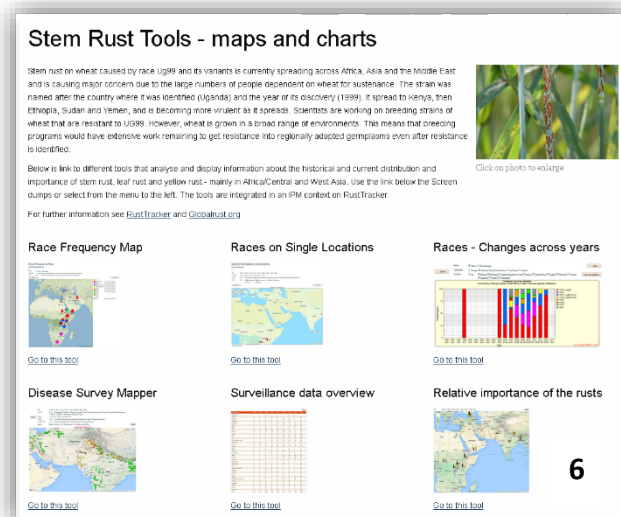 Stem Rust Tools - maps and charts
Stem rust on wheat caused by race Ug99 and its variants is currently spreading across Africa, Asia and the Middle East
and is causing major concern due to the large numbers of people dependent on wheat for sustenance. The strain was
named after the country where it was identified (Uganda) and the year of its discovery (1999). It spread to Kenya, then
Ethiopia, Sudan and Yemen, and is becoming more virulent as it spreads. Scientists are working on breeding strains of
wheat that are resistant to UG99. However, wheat is grown in a broad range of environments. This means that breeding
programs would have extensive work remaining to get resistance into regionally adapted germplasms even after resistance
is identified.
Click on photo to enlarge
Below is link to different tools that analyse and display information about the historical and current distribution and
importance of stem rust, leaf rust and yellow rust - mainly in Africa/Central and West Asia. Use the link below the Screen
dumps or select from the menu to the left. The tools are integrated in an IPM context on RustTracker.
For further information see RustTracker and Globalrust.org
Race Frequency Map
Races on Single Locations
Races - Changes across years
Go to this tool
Go to this tool
Go to this tool
Disease Survey Mapper
Surveillance data overview
Relative importance of the rusts
Go to this tool
Go to this tool
Go to this tool
6